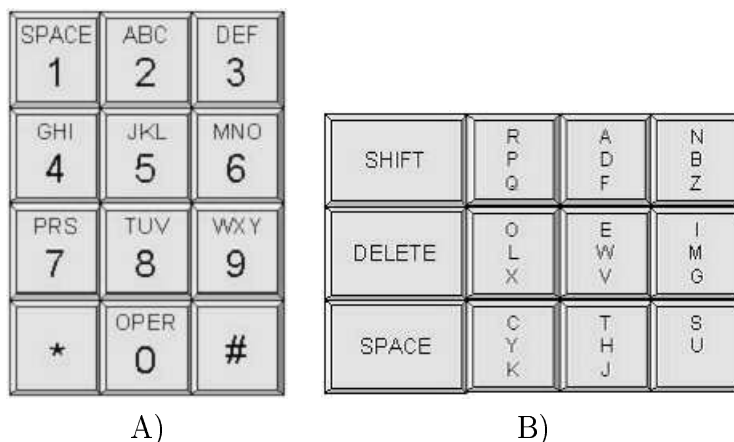 SPACE ABC DEF
1 2 3
GHI JKL MNO
4 5 6
PRS TUV WXY
7 8 9
OPER
* 0 #
A)
SHIFT
R A N
P D B
Q F Z
DELETE
O E I
L W M
X V G
SPACE
C T S
Y H U
K J
B)